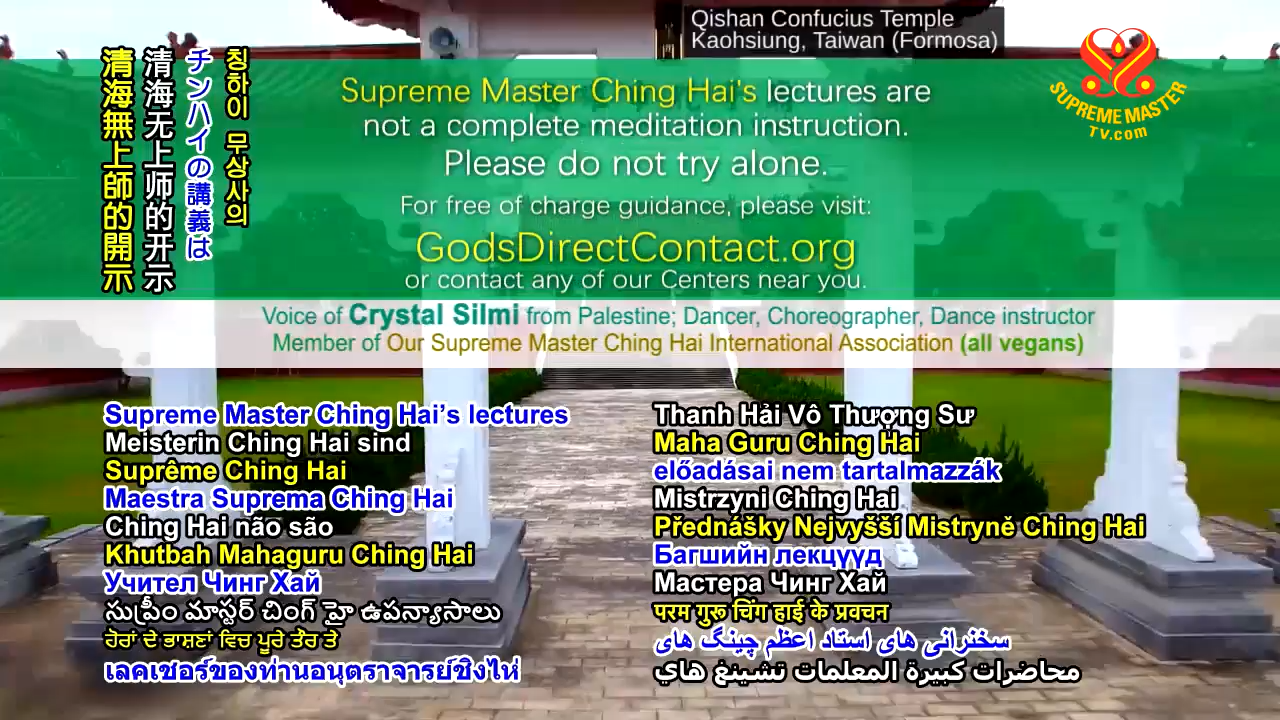 Qishan Confucius Temple
Kaohsiung, Taiwan (Formosa)
SUPREME MASTER
TV.com
칭하이 무상사의
チンハイの講義は
清海无上师的开示
清海無上師的開示
Supreme Master Ching Hai's lectures are
not a complete meditation instruction.
Please do not try alone.
For free of charge guidance, please visit:
GodsDirectContact.org
or contact any of our Centers near you.
Voice of Crystal Silmi from Palestine; Dancer, Choreographer, Dance instructor
Member of Our Supreme Master Ching Hai International Association (all vegans)
Supreme Master Ching Hai’s lectures
Meisterin Ching Hai sind
Suprême Ching Hai
Maestra Suprema Ching Hai
Ching Hai não são
Khutbah Mahaguru Ching Hai
Учител Чинг Хай
సుప్రీం మాస్టర్ చింగ్ హై ఉపన్యాసాలు
ਹੋਰਾਂ ਦੇ ਭਾਸ਼ਣਾਂ ਵਿਚ ਪੂਰੇ ਤੌਰ ਤੇ
เลคเชอร์ของท่านอนุตราจารย์ชิงไห่
Thanh Hải Vô Thượng Sư
Maha Guru Ching Hai
előadásai nem tartalmazzák
Mistrzyni Ching Hai
Přednášky Nejvyšší Mistryně Ching Hai
Багшийн лекцүүд
Мастера Чинг Хай
परम गुरू चिंग हाई के प्रवचन
سخنرانی های استاد اعظم چینگ های
محاضرات كبيرة المعلمات تشينغ هاي